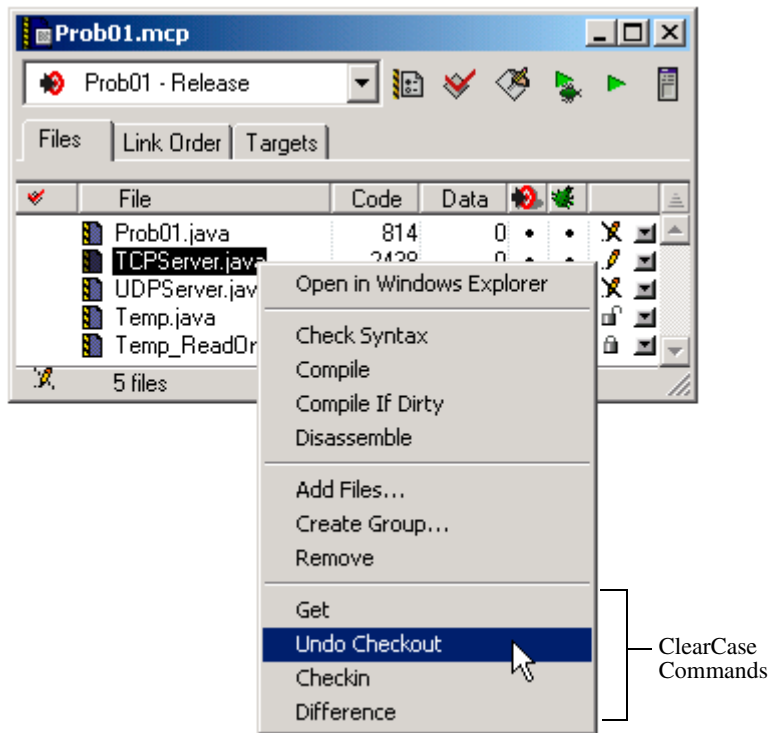 Prob01.mcp
Prob01 - Release
Files Link Order Targets
File Code Data
Prob01.java 814 0
TCPServer.java 2438 0
UDPServer.jav
Temp.java
Temp_ReadOr
5 files
Open in Windows Explorer
Check Syntax
Compile
Compile If Dirty
Disassemble
Add Files...
Create Group...
Remove
Get
Undo Checkout
Checkin
Difference
ClearCase
Commands